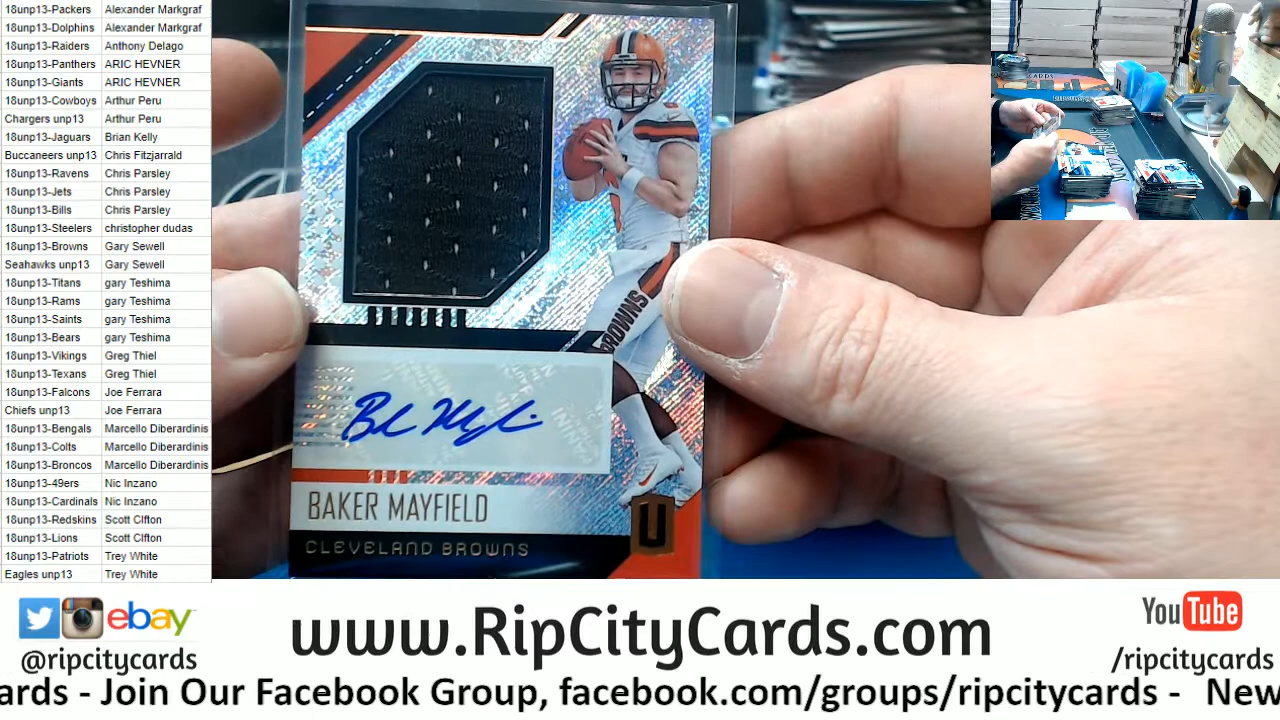 18unp13-Packers Alexander Markgraf
18unp13-Dolphins Alexander Markgraf
18unp13-Raiders Anthony Delago
18unp13-Panthers ARIC HEVNER
18unp13-Giants ARIC HEVNER
18unp13-Cowboys Arthur Peru
Chargers unp13 Arthur Peru
18unp13-Jaguars Brian Kelly
Buccaneers unp13 Chris Fitzjarrald
18unp13-Ravens Chris Parsley
18unp13-Jets Chris Parsley
18unp13-Bills Chris Parsley
18unp13-Steelers christopher dudas
18unp13-Browns Gary Sewell
Seahawks unp13 Gary Sewell
18unp13-Titans gary Teshima
18unp13-Rams gary Teshima
18unp13-Saints gary Teshima
18unp13-Bears gary Teshima
18unp13-Vikings Greg Thiel
18unp13-Texans Greg Thiel
18unp13-Falcons Joe Ferrara
Chiefs unp13 Joe Ferrara
18unp13-Bengals Marcello Diberardinis
18unp13-Colts Marcello Diberardinis
18unp13-Broncos Marcello Diberardinis
18unp13-49ers Nic Inzano
18unp13-Cardinals Nic Inzano
18unp13-Redskins Scott Clfton
18unp13-Lions Scott Clfton
18unp13-Patriots Trey White
Eagles unp13 Trey White
BROWNS
BAKER MAYFIELD
U
CLEVELAND BROWNS
ebay
@ripcitycards
www.RipCityCards.com
YouTube
/ripcitycards
ards - Join Our Facebook Group, facebook.com/groups/ripcitycards - New